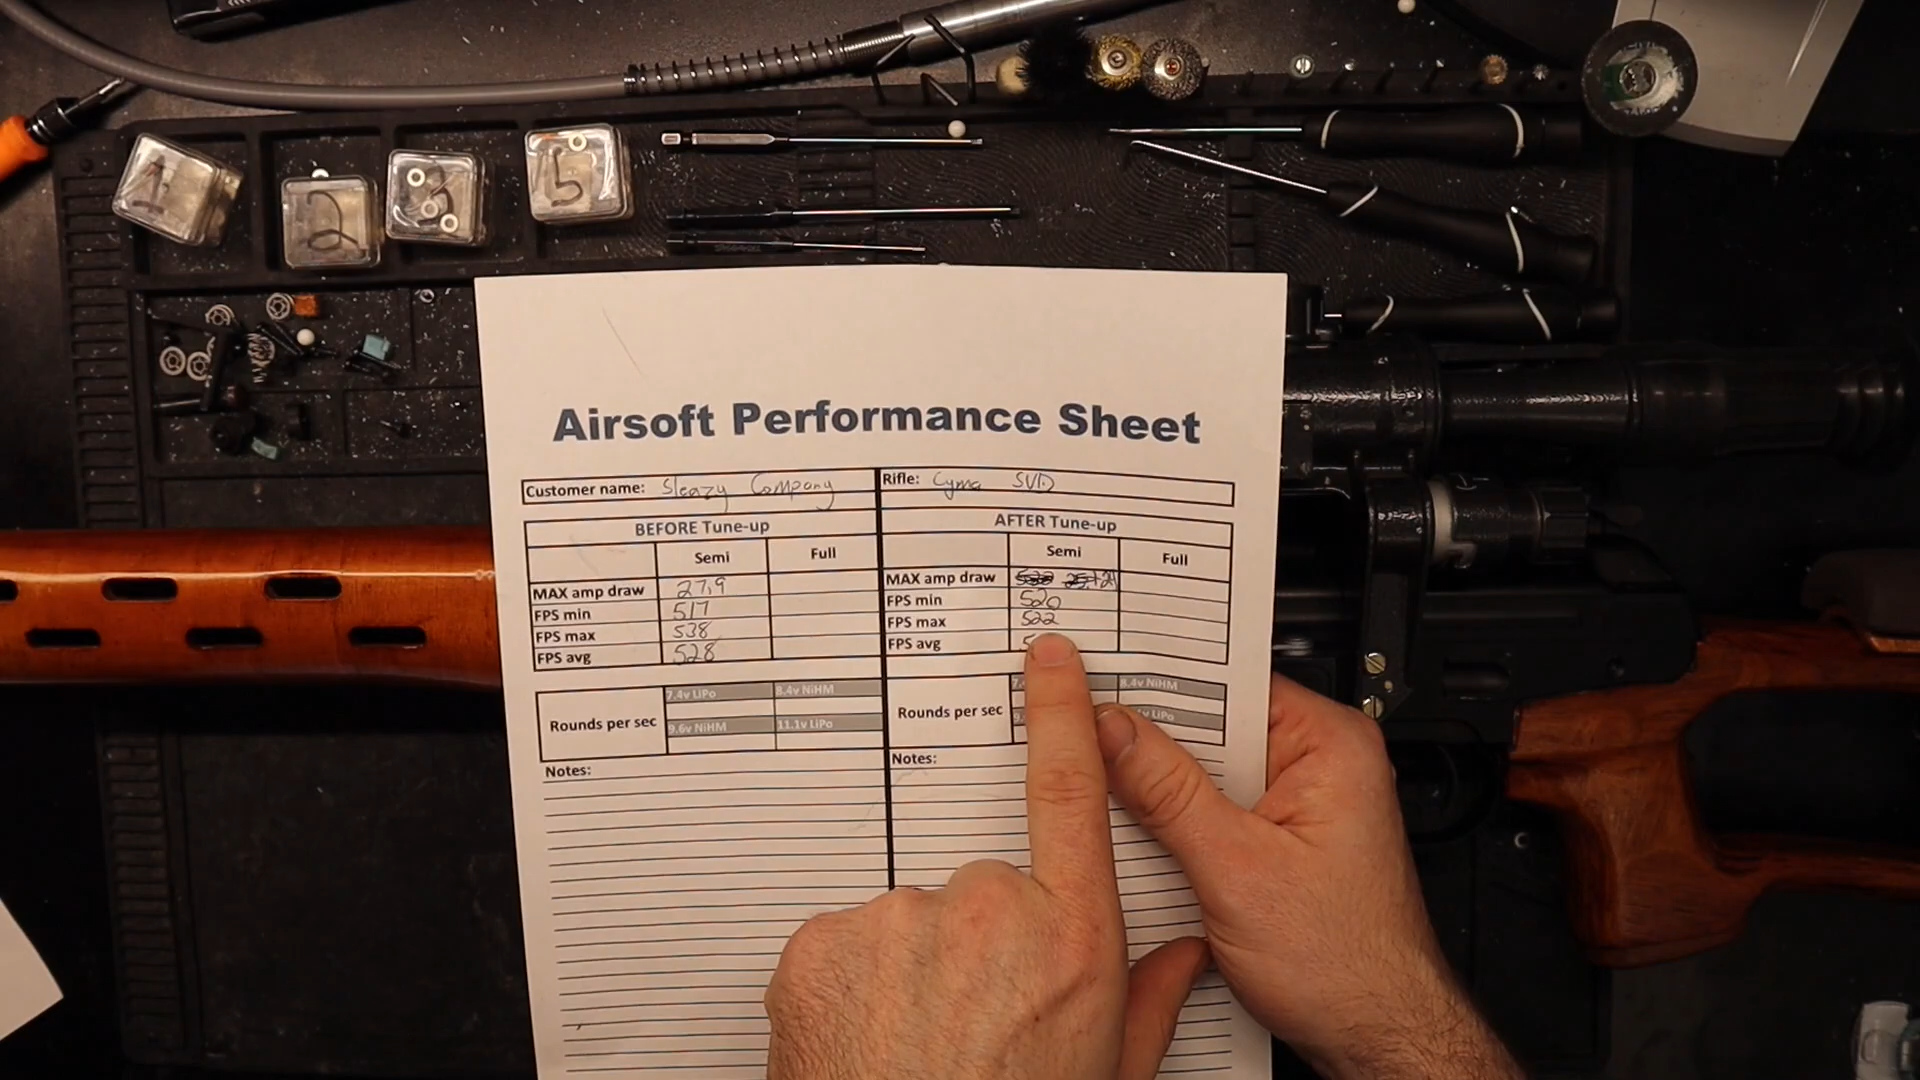 1
2
3
5
Airsoft Performance Sheet
Customer name: Sleazy Company Rifle: Cyma SVD
BEFORE Tune-up AFTER Tune-up
Semi Full Semi Full
MAX amp draw 27,9 MAX amp draw
FPS min 517 FPS min 520
FPS max 538 FPS max 522
FPS avg 528 FPS avg
Rounds per sec 7.4v LiPo 8.4v NiHM Rounds per sec 8.4v NiHM
9.6v NiHM 11.1v LiPo LiPo
Notes: Notes: